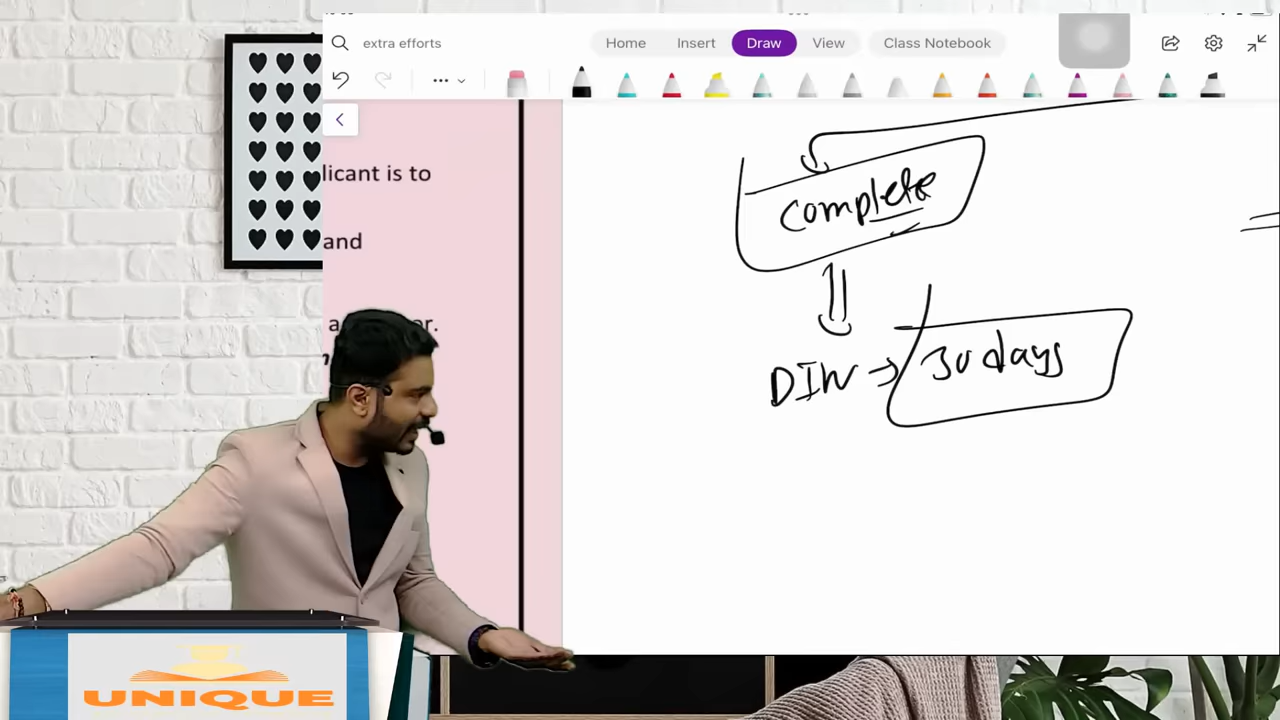 extra efforts
Home
Insert
Draw
View
Class Notebook
licant is to
and
complete
DIN → 30 days
UNIQUE